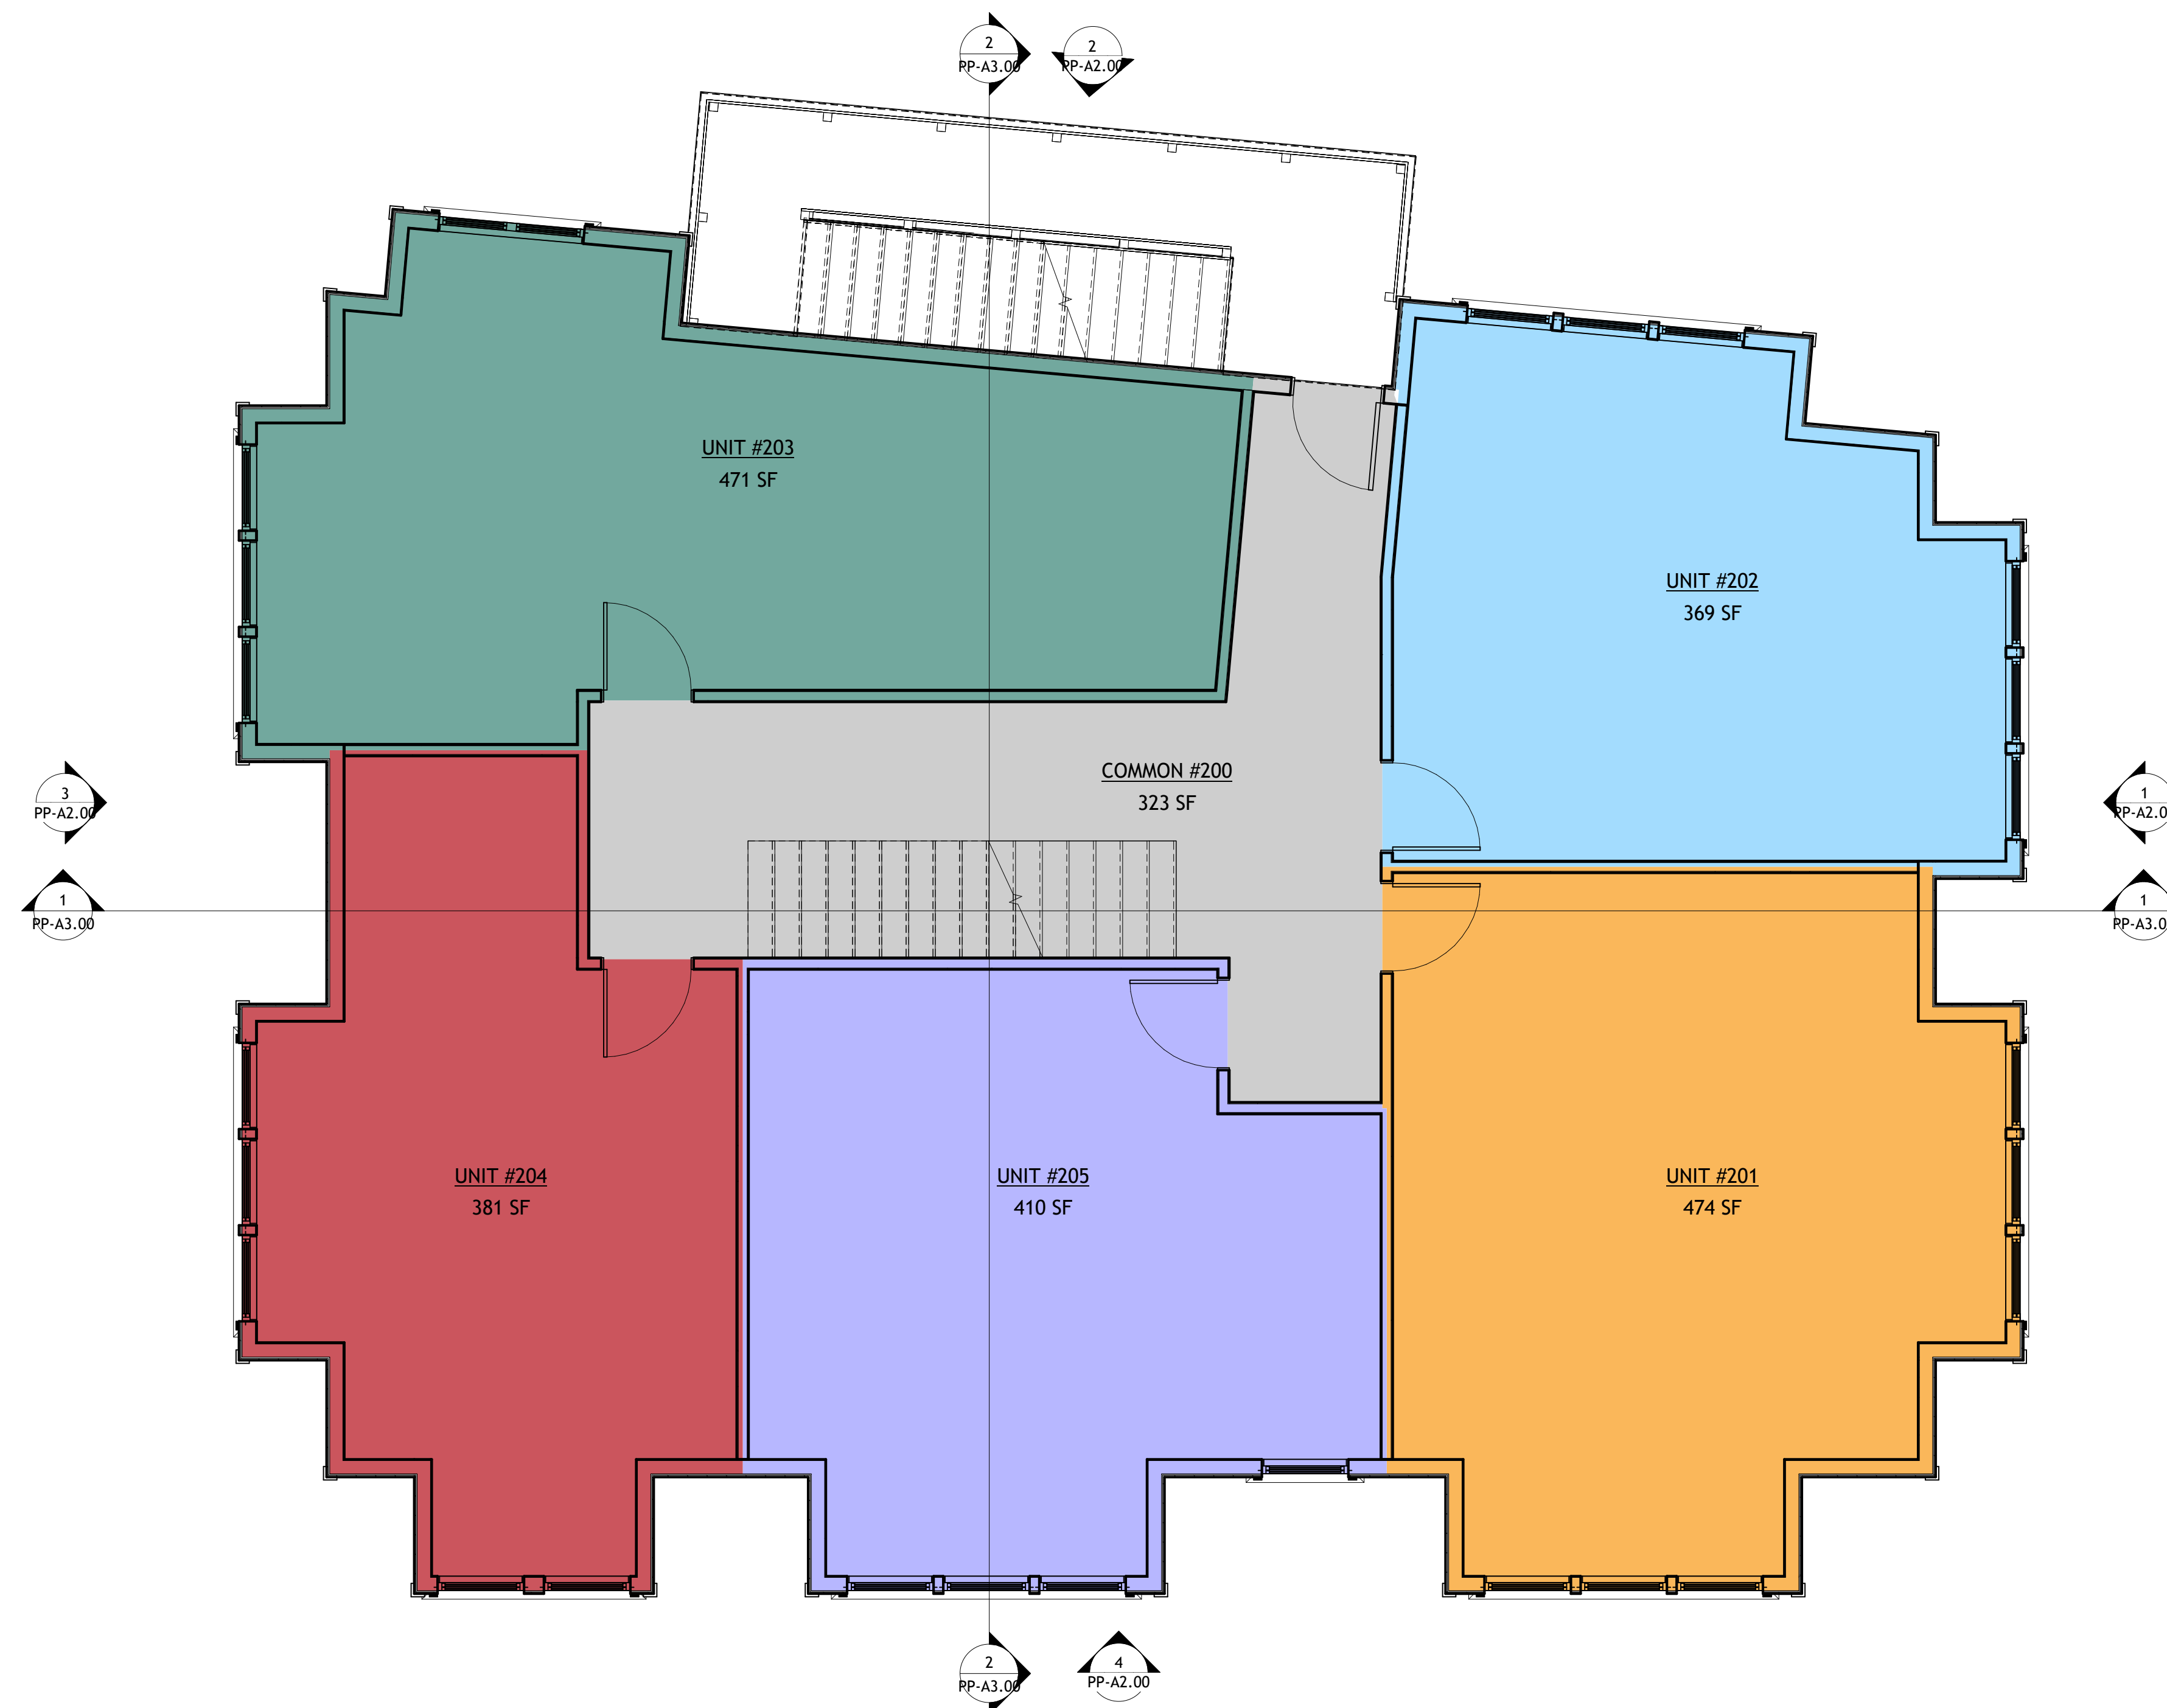 2
PP-A3.00
2
PP-A2.00
UNIT #203
471 SF
UNIT #202
369 SF
COMMON #200
323 SF
3
PP-A2.00
1
PP-A2.0
1
PP-A3.00
1
PP-A3.0
UNIT #204
381 SF
UNIT #205
410 SF
UNIT #201
474 SF
2
PP-A3.00
4
PP-A2.00